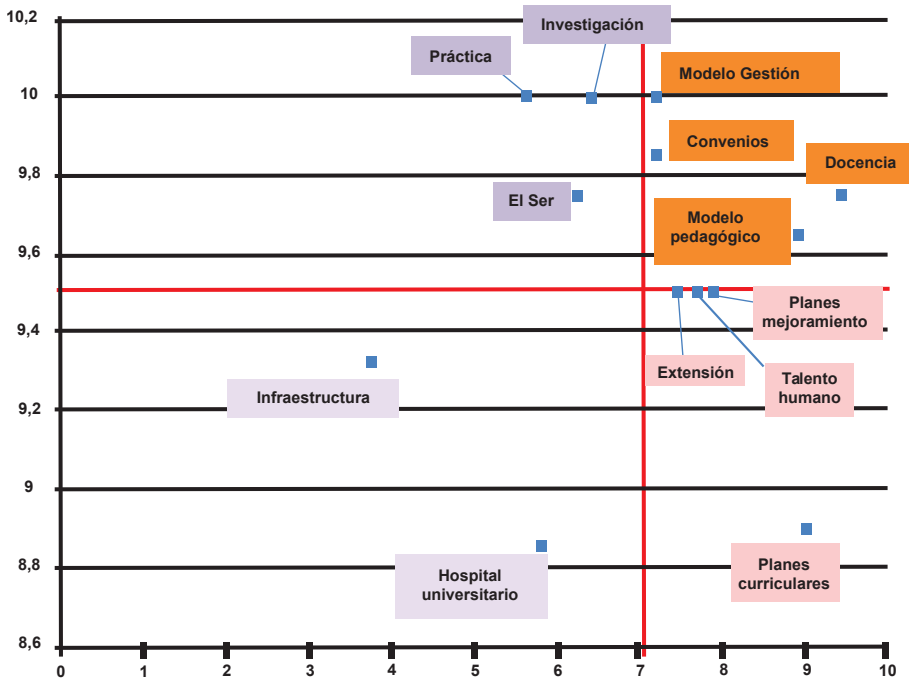 10,2
Investigación
Práctica
Modelo Gestión
10
Convenios
Docencia
9,8
El Ser
Modelo
pedagógico
9,6
Planes
mejoramiento
9,4
Extensión
Talento
humano
Infraestructura
9,2
9
8,8
Hospital
universitario
Planes
curriculares
8,6
0 1 2 3 4 5 6 7 8 9 10